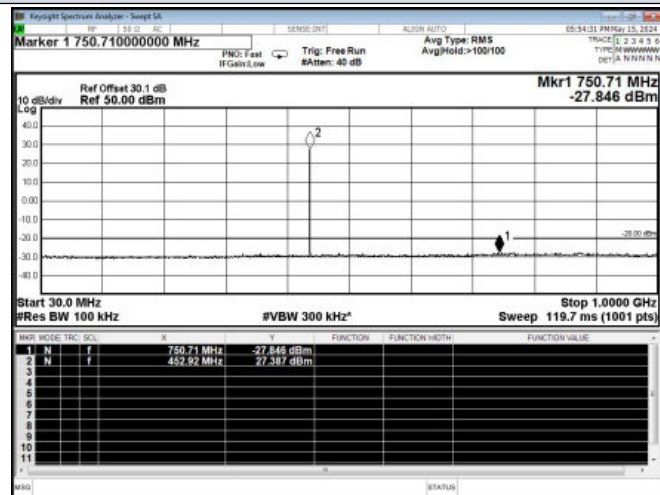 Keysight Spectrum Analyzer - Swept SA
RF 50 Ω AC SENSE:INT ALIGN AUTO 05:54:31 PM May 15, 2024
Marker 1 750.710000000 MHz
PNO: Fast
IFGain:Low
Trig: Free Run
#Atten: 40 dB
Avg Type: RMS
Avg|Hold:>100/100
TRACE 1 2 3 4 5 6
TYPE MWWWWW
DET A N N N N N
Ref Offset 30.1 dB
Mkr1 750.71 MHz
10 dB/div Ref 50.00 dBm
-27.846 dBm
Log
40.0
30.0
20.0
10.0
0.00
-10.0
-20.0
-30.0
-40.0
2
1
-20.00 dBm
Start 30.0 MHz Stop 1.0000 GHz
#Res BW 100 kHz #VBW 300 kHz* Sweep 119.7 ms (1001 pts)
MKR MODE TRC SCL X Y FUNCTION FUNCTION WIDTH FUNCTION VALUE
1 N f 750.71 MHz -27.846 dBm
2 N f 452.92 MHz 27.387 dBm
3
4
5
6
7
8
9
10
11
MSG STATUS